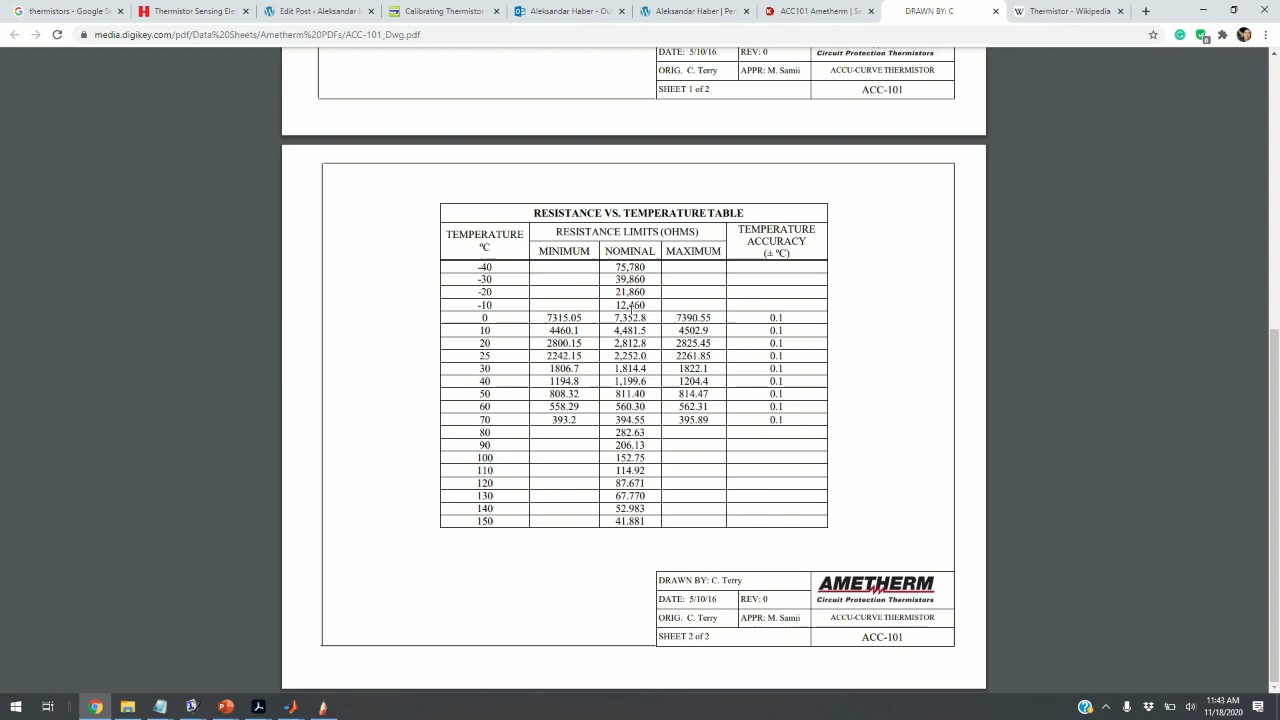 thermistors - Google S
Thermistor Sensing Ele
Edit Post ‹ Aleksandar
Calibrating Thermistor
Aleksandar Haber - Ou
Aleksandar Haber | Per
ACC101 Ametherm | Se
DRAWN BY: C
Thermistor - Wikipedia
media.digikey.com/pdf/Data%20Sheets/Ametherm%20PDFs/ACC-101_Dwg.pdf
DATE: 5/10/16 REV: 0 Circuit Protection Thermistors
ORIG. C. Terry APPR: M. Samii ACCU-CURVE THERMISTOR
SHEET 1 of 2 ACC-101
RESISTANCE VS. TEMPERATURE TABLE
TEMPERATURE ºC RESISTANCE LIMITS (OHMS) TEMPERATURE ACCURACY (± ºC)
MINIMUM NOMINAL MAXIMUM
-40 75,780
-30 39,860
-20 21,860
-10 12,460
0 7315.05 7,352.8 7390.55 0.1
10 4460.1 4,481.5 4502.9 0.1
20 2800.15 2,812.8 2825.45 0.1
25 2242.15 2,252.0 2261.85 0.1
30 1806.7 1,814.4 1822.1 0.1
40 1194.8 1,199.6 1204.4 0.1
50 808.32 811.40 814.47 0.1
60 558.29 560.30 562.31 0.1
70 393.2 394.55 395.89 0.1
80 282.63
90 206.13
100 152.75
110 114.92
120 87.671
130 67.770
140 52.983
150 41.881
DRAWN BY: C. Terry AMETHERM
DATE: 5/10/16 REV: 0 Circuit Protection Thermistors
ORIG. C. Terry APPR: M. Samii ACCU-CURVE THERMISTOR
SHEET 2 of 2 ACC-101
11:43 AM
11/18/2020